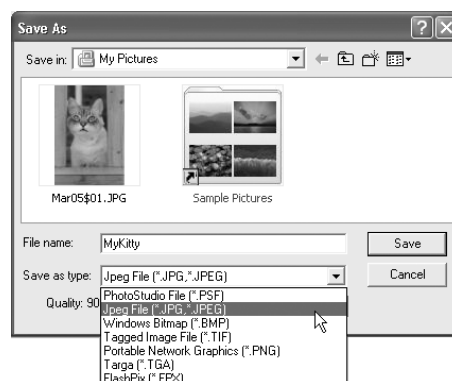 Save As
Save in: My Pictures
Mar05$01.JPG
Sample Pictures
File name: MyKitty Save
Save as type: Jpeg File (*.JPG,*.JPEG) Cancel
Quality: 90
PhotoStudio File (*.PSF)
Jpeg File (*.JPG,*.JPEG)
Windows Bitmap (*.BMP)
Tagged Image File (*.TIF)
Portable Network Graphics (*.PNG)
Targa (*.TGA)
FlashPix (*.FPX)